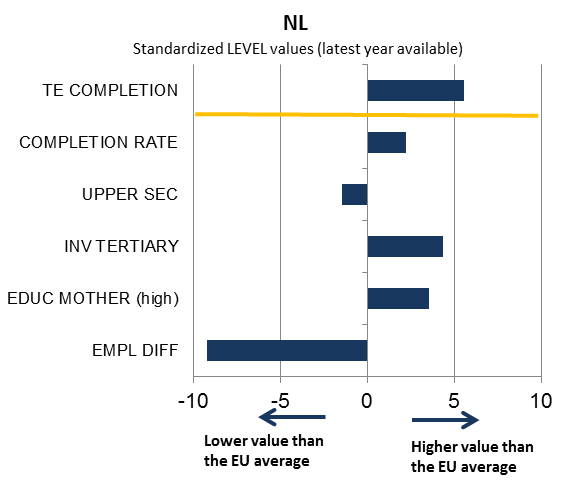 NL
Standardized LEVEL values (latest year available)
TE COMPLETION
COMPLETION RATE
UPPER SEC
INV TERTIARY
EDUC MOTHER (high)
EMPL DIFF
-10 -5 0 5 10
Lower value than
the EU average
Higher value than
the EU average